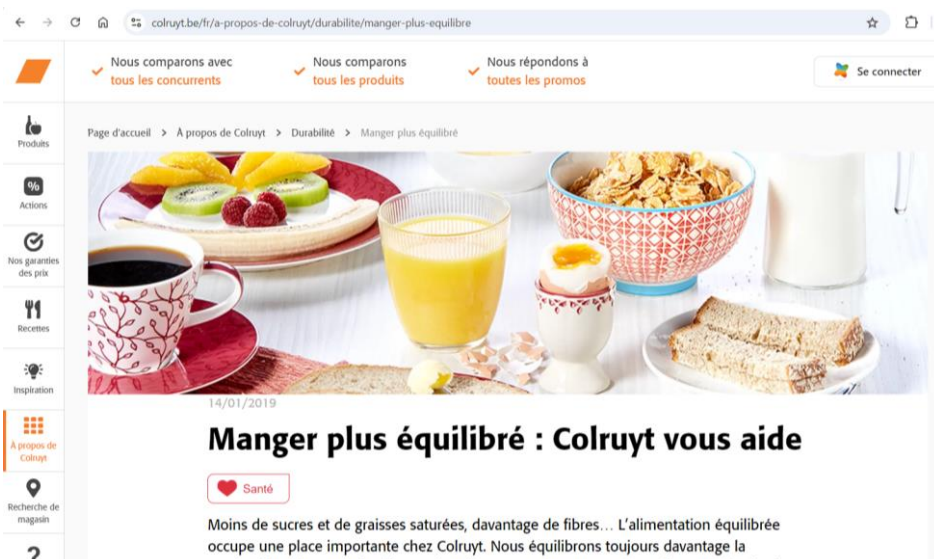 colruyt.be/fr/a-propos-de-colruyt/durabilite/manger-plus-equilibre
Nous comparons avec
tous les concurrents
Nous comparons
tous les produits
Nous répondons à
toutes les promos
Se connecter
Produits
%
Actions
Nos garanties
des prix
Recettes
Inspiration
À propos de
Colruyt
Recherche de
magasin
?
Page d'accueil > À propos de Colruyt > Durabilité > Manger plus équilibré
14/01/2019
Manger plus équilibré : Colruyt vous aide
Santé
Moins de sucres et de graisses saturées, davantage de fibres… L'alimentation équilibrée
occupe une place importante chez Colruyt. Nous équilibrons toujours davantage la